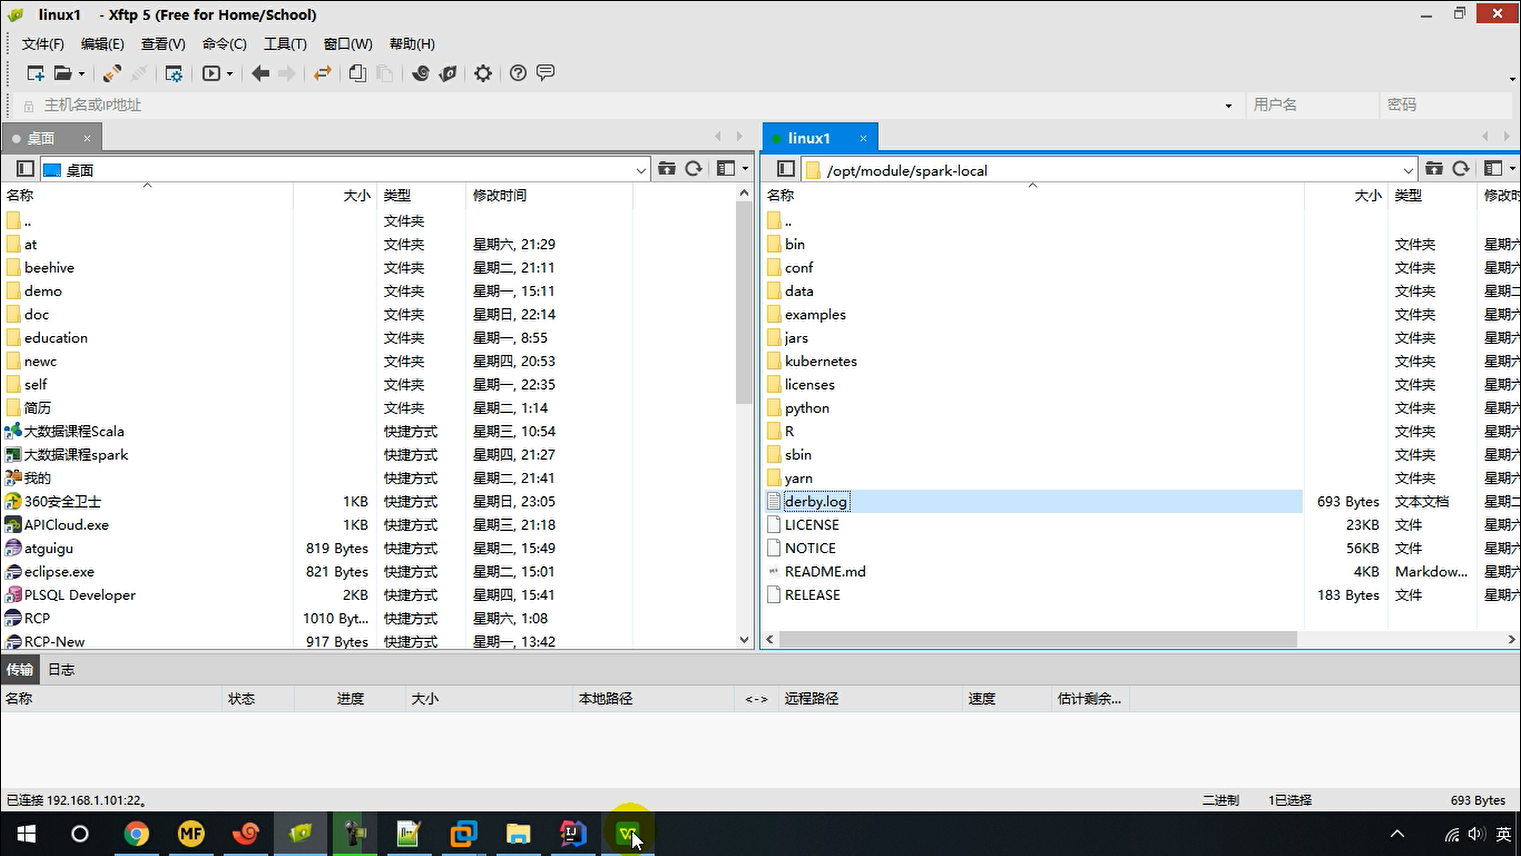 linux1 - Xftp 5 (Free for Home/School)
文件(F) 编辑(E) 查看(V) 命令(C) 工具(T) 窗口(W) 帮助(H)
主机名或IP地址 用户名 密码
桌面 × linux1 ×
桌面 /opt/module/spark-local
名称 大小 类型 修改时间
.. 文件夹
at 文件夹 星期六, 21:29
beehive 文件夹 星期二, 21:11
demo 文件夹 星期一, 15:11
doc 文件夹 星期日, 22:14
education 文件夹 星期一, 8:55
newc 文件夹 星期四, 20:53
self 文件夹 星期一, 22:35
简历 文件夹 星期二, 1:14
大数据课程Scala 快捷方式 星期三, 10:54
大数据课程spark 快捷方式 星期四, 21:27
我的 快捷方式 星期二, 21:41
360安全卫士 1KB 快捷方式 星期日, 23:05
APICloud.exe 1KB 快捷方式 星期三, 21:18
atguigu 819 Bytes 快捷方式 星期二, 15:49
eclipse.exe 821 Bytes 快捷方式 星期二, 15:01
PLSQL Developer 2KB 快捷方式 星期四, 15:41
RCP 1010 Byt... 快捷方式 星期六, 1:08
RCP-New 917 Bytes 快捷方式 星期一, 13:42
名称 大小 类型 修改时
..
bin 文件夹 星期六
conf 文件夹 星期六
data 文件夹 星期二
examples 文件夹 星期六
jars 文件夹 星期六
kubernetes 文件夹 星期六
licenses 文件夹 星期六
python 文件夹 星期六
R 文件夹 星期六
sbin 文件夹 星期六
yarn 文件夹 星期六
derby.log 693 Bytes 文本文档 星期二
LICENSE 23KB 文件 星期六
NOTICE 56KB 文件 星期六
README.md 4KB Markdow... 星期六
RELEASE 183 Bytes 文件 星期六
传输 日志
名称 状态 进度 大小 本地路径 <-> 远程路径 速度 估计剩余...
已连接 192.168.1.101:22。 二进制 1已选择 693 Bytes
MF 英